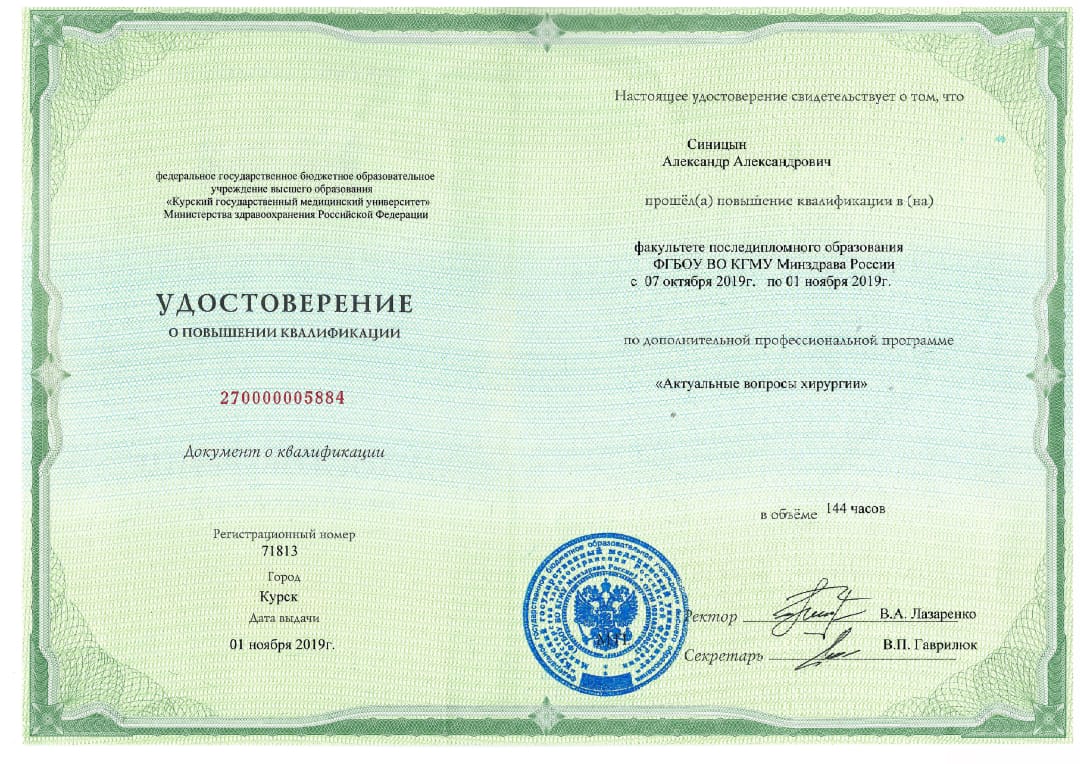 федеральное государственное бюджетное образовательное
учреждение высшего образования
«Курский государственный медицинский университет»
Министерства здравоохранения Российской Федерации
УДОСТОВЕРЕНИЕ
О ПОВЫШЕНИИ КВАЛИФИКАЦИИ
270000005884
Документ о квалификации
Регистрационный номер
71813
Город
Курск
Дата выдачи
01 ноября 2019г.
Настоящее удостоверение свидетельствует о том, что
Синицын
Александр Александрович
прошёл(а) повышение квалификации в (на)
факультете последипломного образования
ФГБОУ ВО КГМУ Минздрава России
с 07 октября 2019г. по 01 ноября 2019г.
по дополнительной профессиональной программе
«Актуальные вопросы хирургии»
в объёме 144 часов
М.П.
Ректор В.А. Лазаренко
Секретарь В.П. Гаврилюк